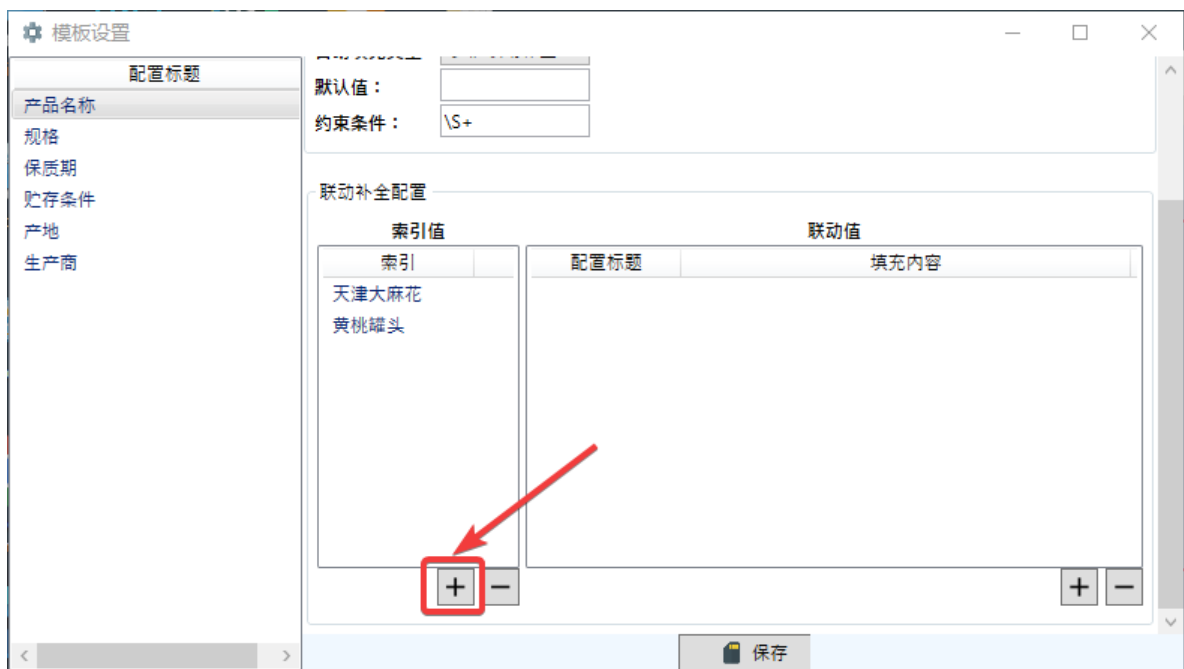 模板设置
配置标题
产品名称
规格
保质期
贮存条件
产地
生产商
默认值：
约束条件： \S+
联动补全配置
索引值
索引
天津大麻花
黄桃罐头
联动值
配置标题 填充内容
保存